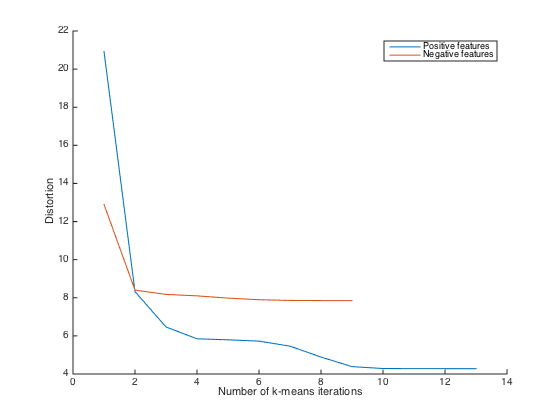 22
20
18
16
14
12
10
8
6
4
0 2 4 6 8 10 12 14
Distortion
Number of k-means iterations
Positive features
Negative features